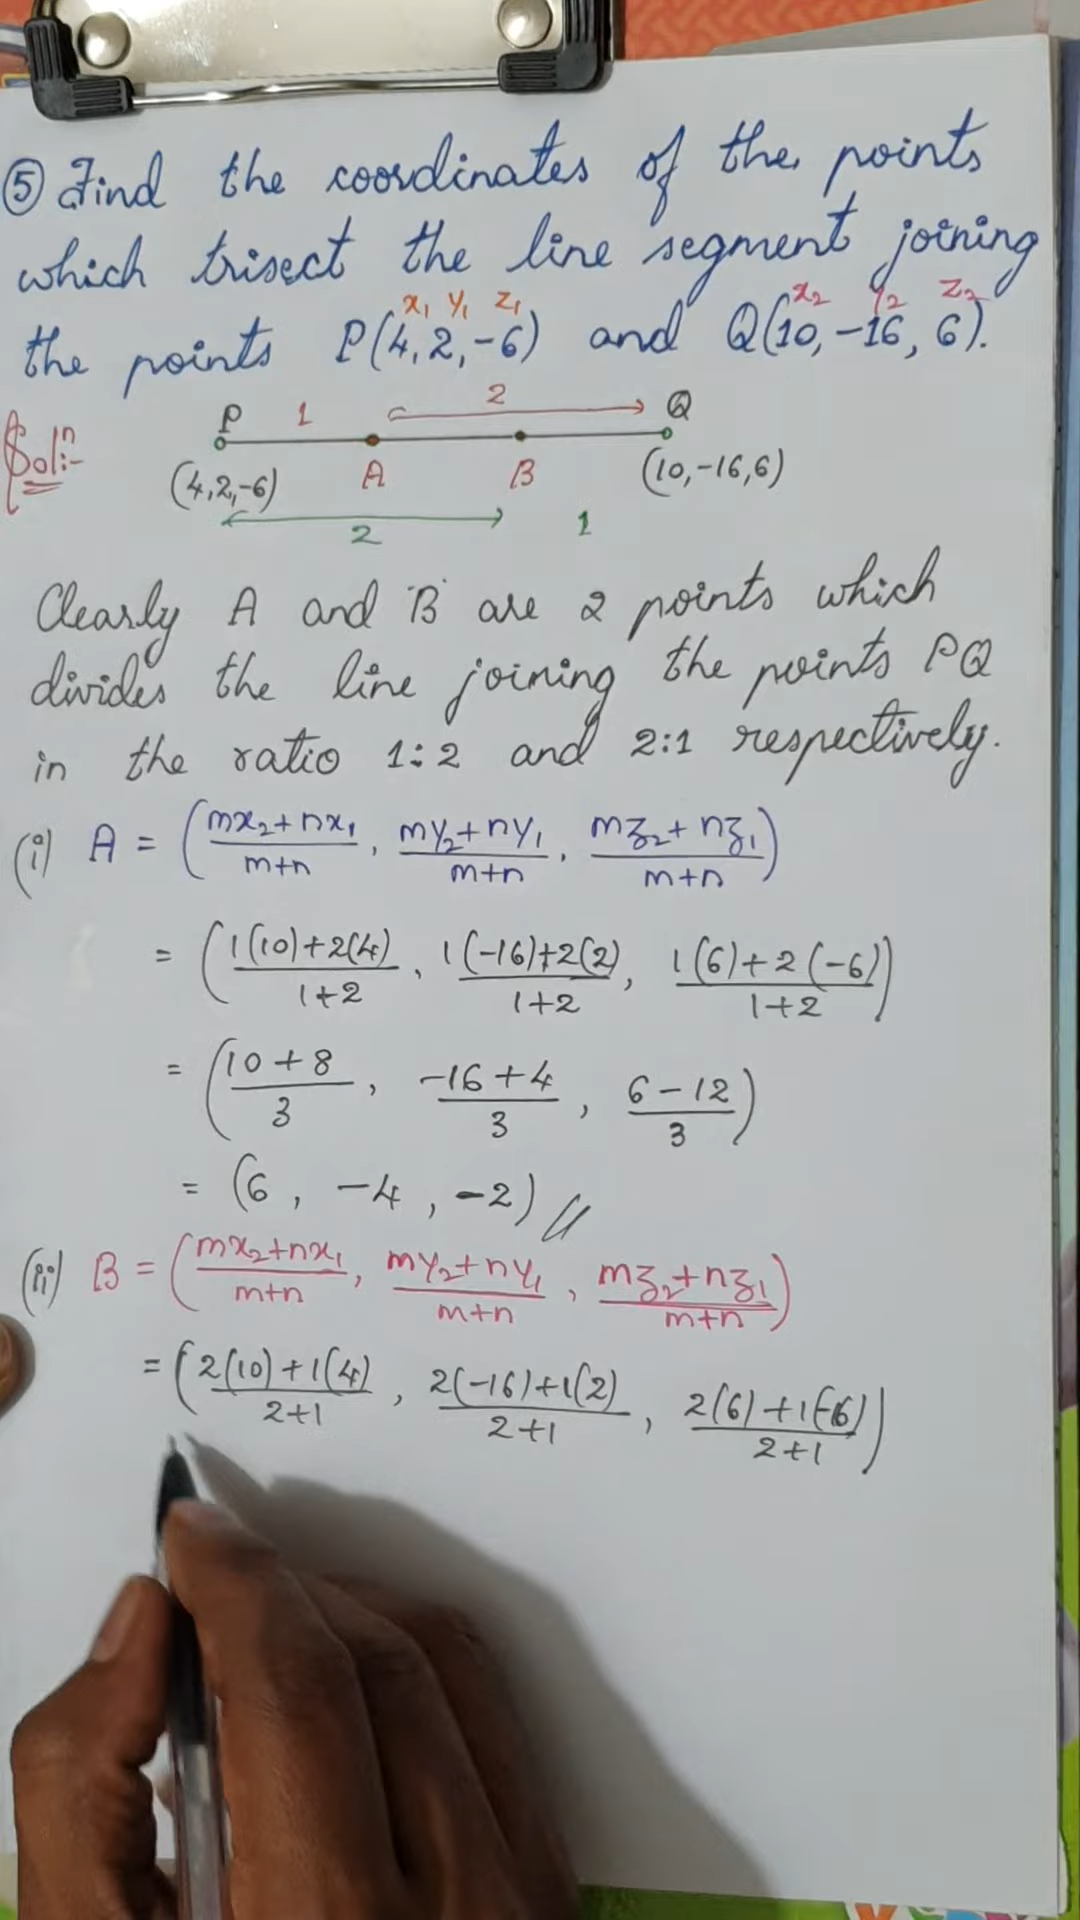 ⑤ Find the coordinates of the points
which trisect the line segment joining
x₁ y₁ z₁ x₂ y₂ z₂
the points P(4, 2, -6) and Q(10, -16, 6).
Solⁿ:-
P 1 2 Q
(4,2,-6) A B (10,-16,6)
2 1
Clearly A and B are 2 points which
divides the line joining the points PQ
in the ratio 1:2 and 2:1 respectively.
(i) A = ((mx₂+nx₁)/(m+n), (my₂+ny₁)/(m+n), (mz₂+nz₁)/(m+n))
= ((1(10)+2(4))/(1+2), (1(-16)+2(2))/(1+2), (1(6)+2(-6))/(1+2))
= ((10+8)/3, (-16+4)/3, (6-12)/3)
= (6, -4, -2)
(ii) B = ((mx₂+nx₁)/(m+n), (my₂+ny₁)/(m+n), (mz₂+nz₁)/(m+n))
= ((2(10)+1(4))/(2+1), (2(-16)+1(2))/(2+1), (2(6)+1(-6))/(2+1))